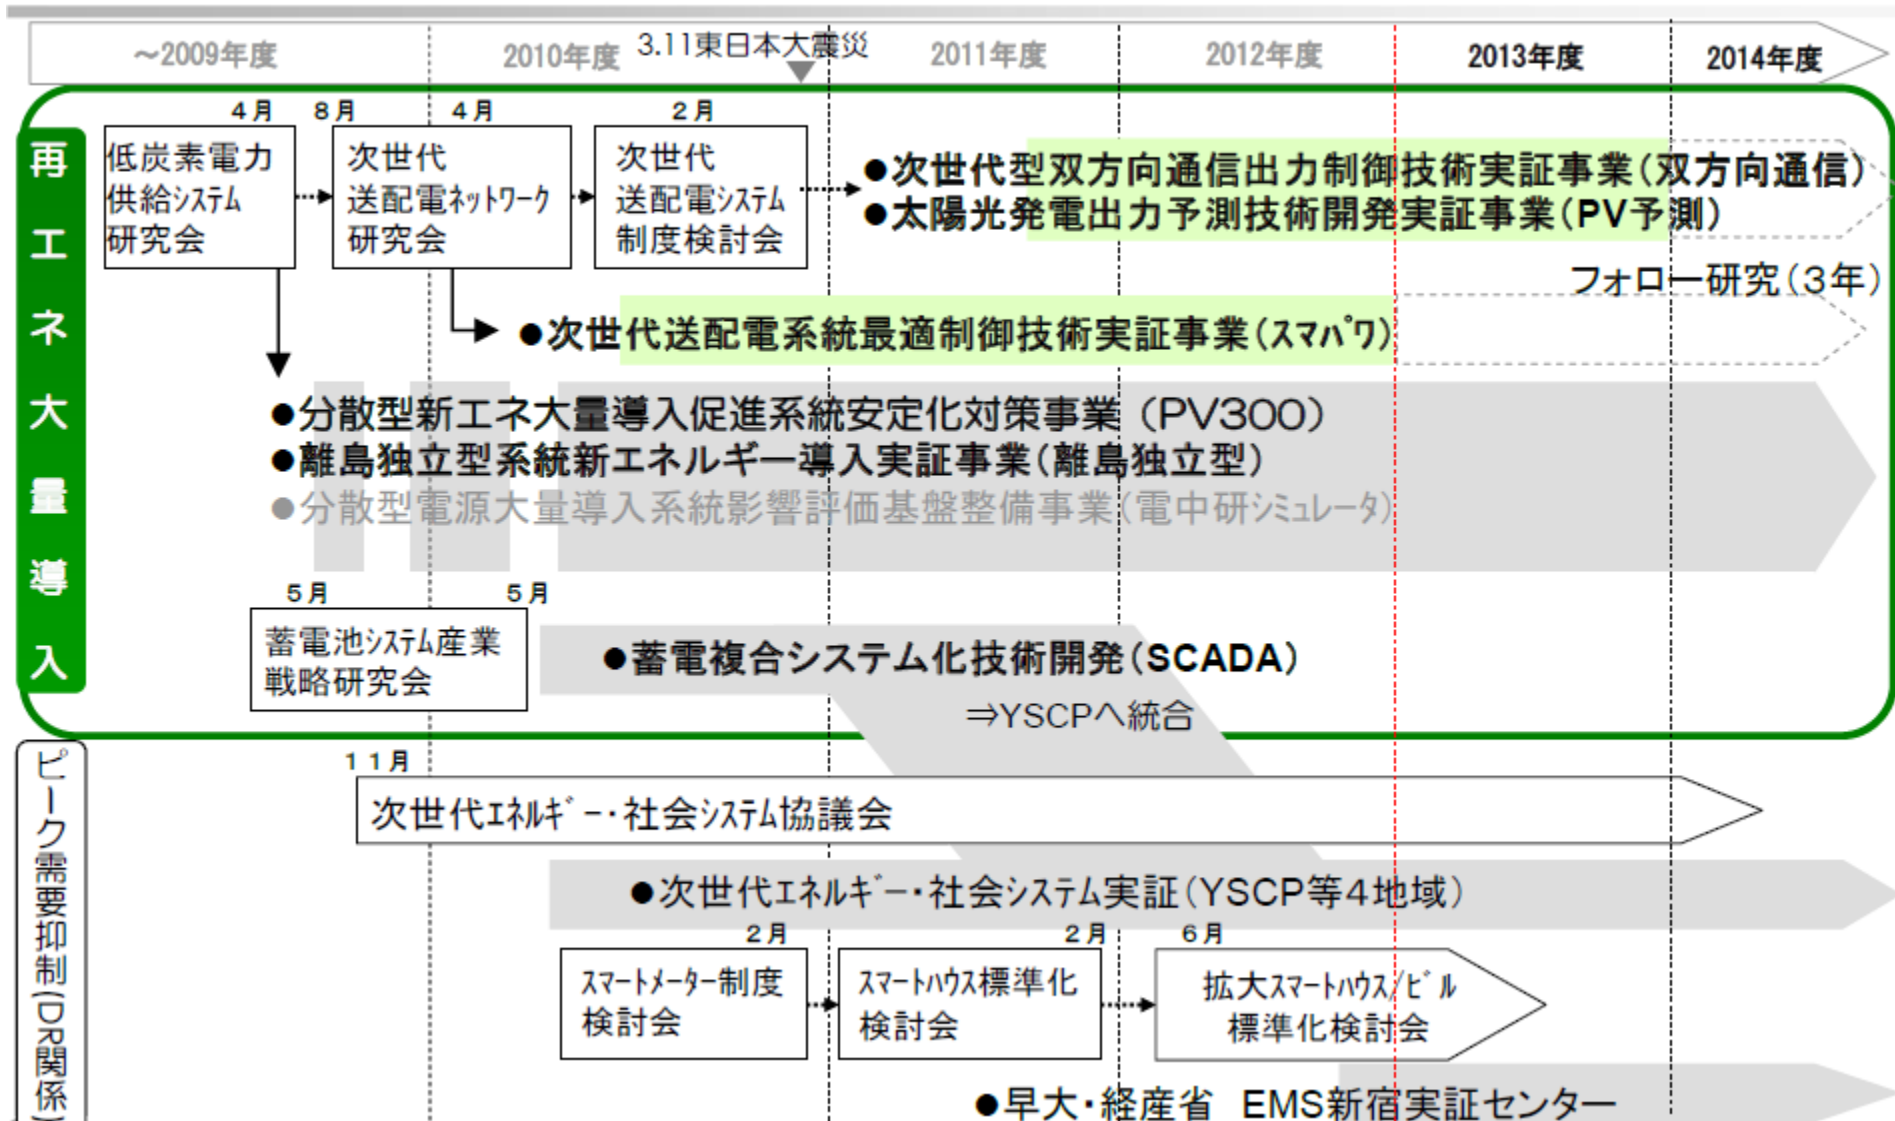 ～2009年度
2010年度
3.11東日本大震災
2011年度
2012年度
2013年度
2014年度
再エネ大量導入
4月
8月
4月
2月
低炭素電力
供給システム
研究会
次世代
送配電ネットワーク
研究会
次世代
送配電システム
制度検討会
●次世代型双方向通信出力制御技術実証事業(双方向通信)
●太陽光発電出力予測技術開発実証事業(PV予測)
フォロー研究(3年)
●次世代送配電系統最適制御技術実証事業(スマパワ)
●分散型新エネ大量導入促進系統安定化対策事業（PV300）
●離島独立型系統新エネルギー導入実証事業(離島独立型)
●分散型電源大量導入系統影響評価基盤整備事業(電中研シミュレータ)
5月
5月
蓄電池システム産業
戦略研究会
●蓄電複合システム化技術開発(SCADA)
⇒YSCPへ統合
ピーク需要抑制(DR関係)
11月
次世代エネルギー・社会システム協議会
●次世代エネルギー・社会システム実証(YSCP等4地域)
2月
2月
6月
スマートメーター制度
検討会
スマートハウス標準化
検討会
拡大スマートハウス/ビル
標準化検討会
●早大・経産省 EMS新宿実証センター